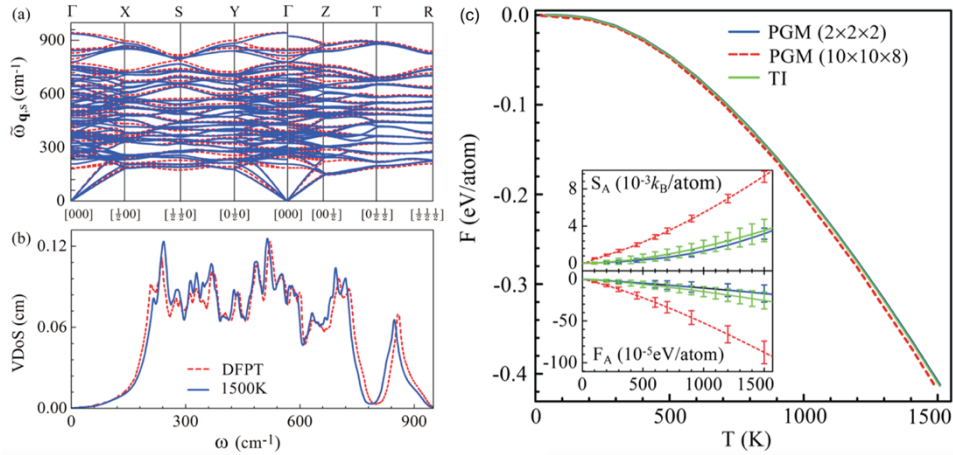 (a)
Γ X S Y Γ Z T R
900
600
300
0
ω̃q,s (cm-1)
[000] [½00] [½½0] [0½0] [000] [00½] [0½½] [½½½]
(b)
0.12
0.06
0.00
VDoS (cm)
DFPT
1500K
0 300 600 900
ω (cm-1)
(c)
0.0
-0.1
-0.2
-0.3
-0.4
F (eV/atom)
PGM (2×2×2)
PGM (10×10×8)
TI
SA (10-3kB/atom)
8
4
0
0
-50
-100
FA (10-5eV/atom)
0 500 1000 1500
0 500 1000 1500
T (K)